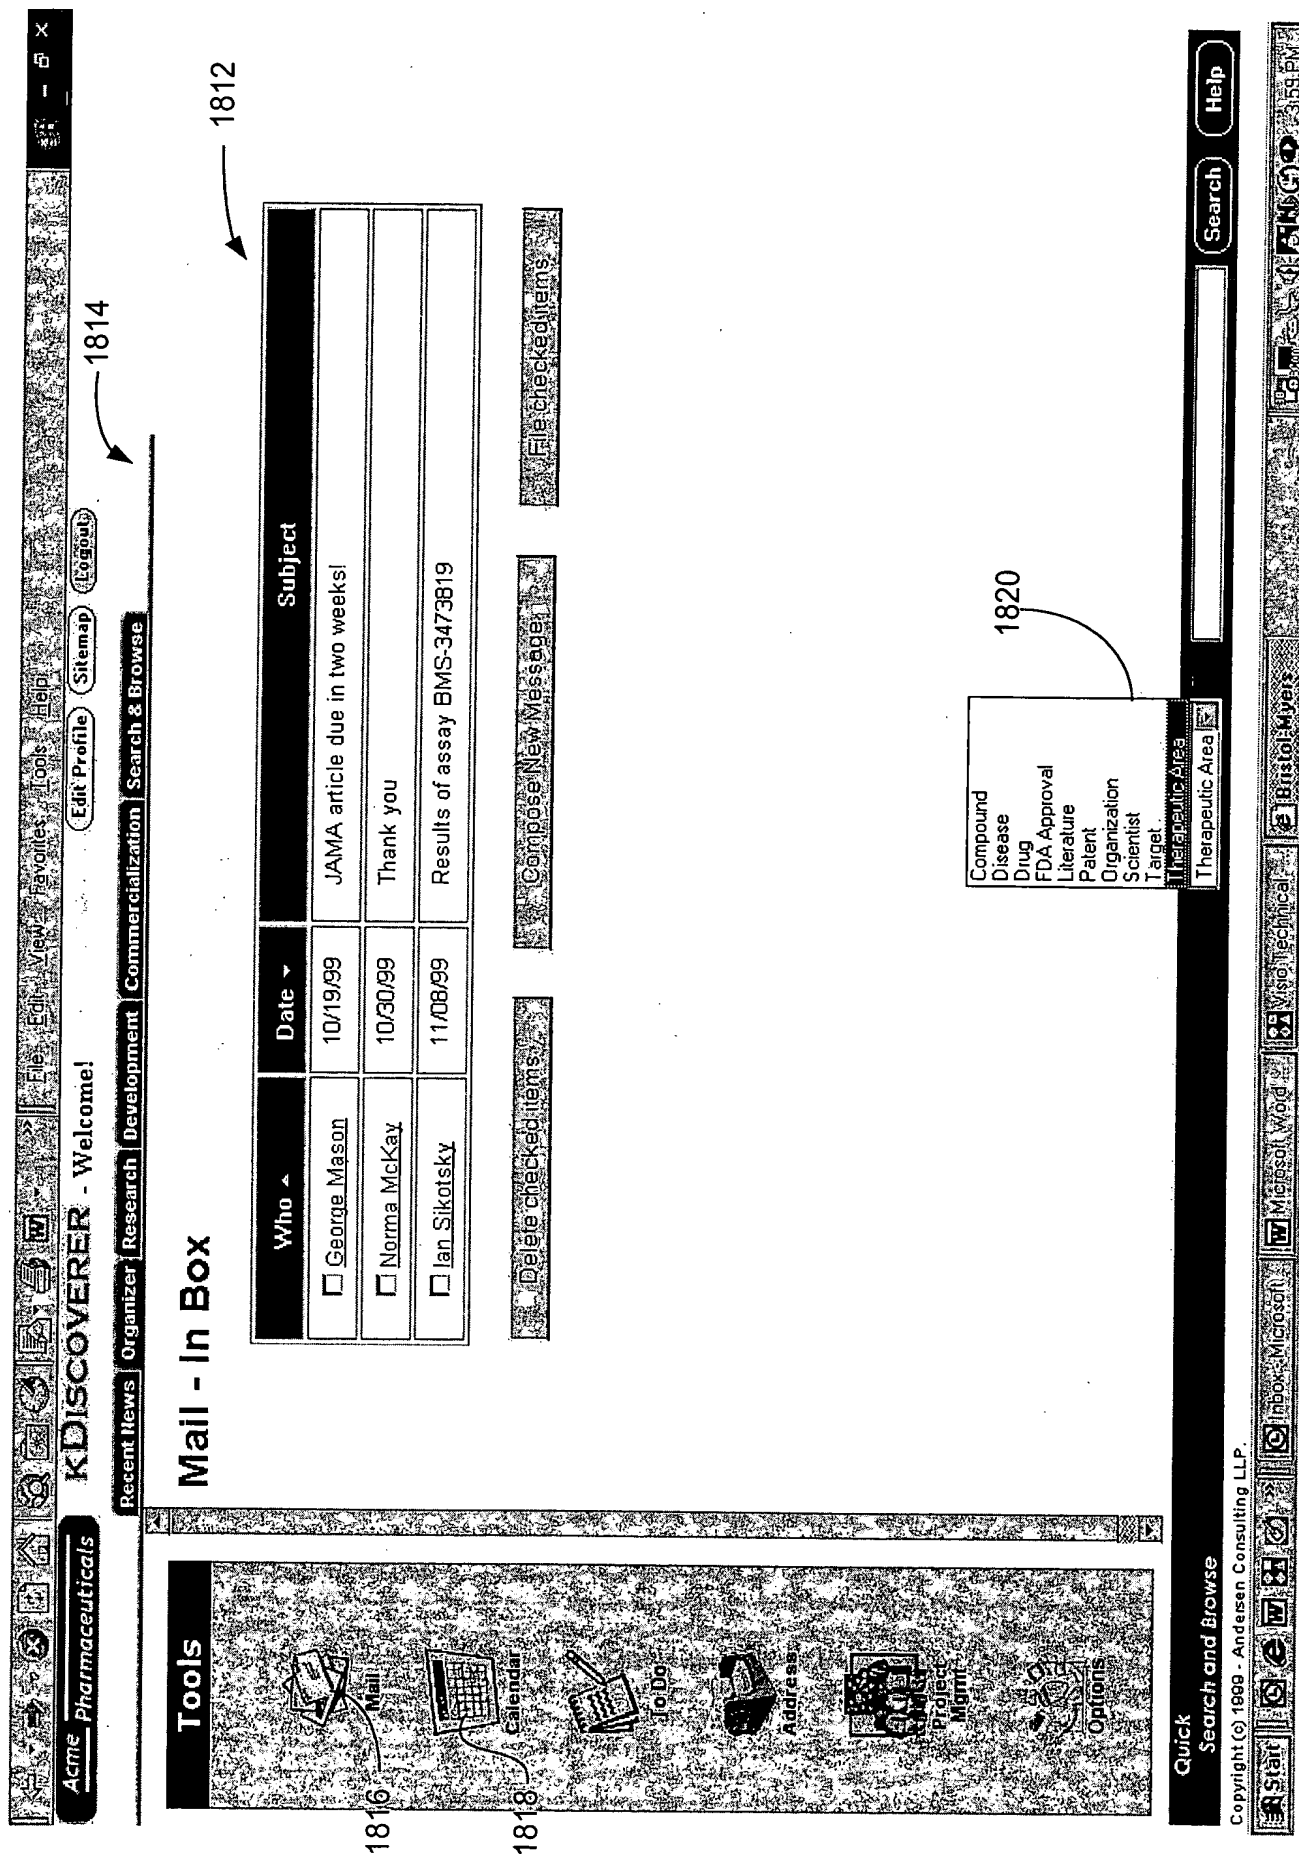 File Edit View Favorites Tools Help
Acme Pharmaceuticals
KDISCOVERER - Welcome!
Edit Profile Sitemap Logout
1814
Recent News Organizer Research Development Commercialization Search & Browse
Tools
Mail - In Box
1812
Who Date Subject
George Mason 10/19/99 JAMA article due in two weeks!
Norma McKay 10/30/99 Thank you
Ian Sikotsky 11/08/99 Results of assay BMS-3473819
Delete checked items Compose New Message File checked items
Mail
1816
Calendar
1818
To Do
Address
Project
Mgmt
Options
1820
Compound
Disease
Drug
FDA Approval
Literature
Patent
Organization
Scientist
Target
Therapeutic Area
Therapeutic Area
Quick
Search and Browse
Search Help
Copyright (c) 1999 - Andersen Consulting LLP.
Start Inbox - Microsoft Microsoft Word Visio Technical Bristol-Myers 3:59 PM